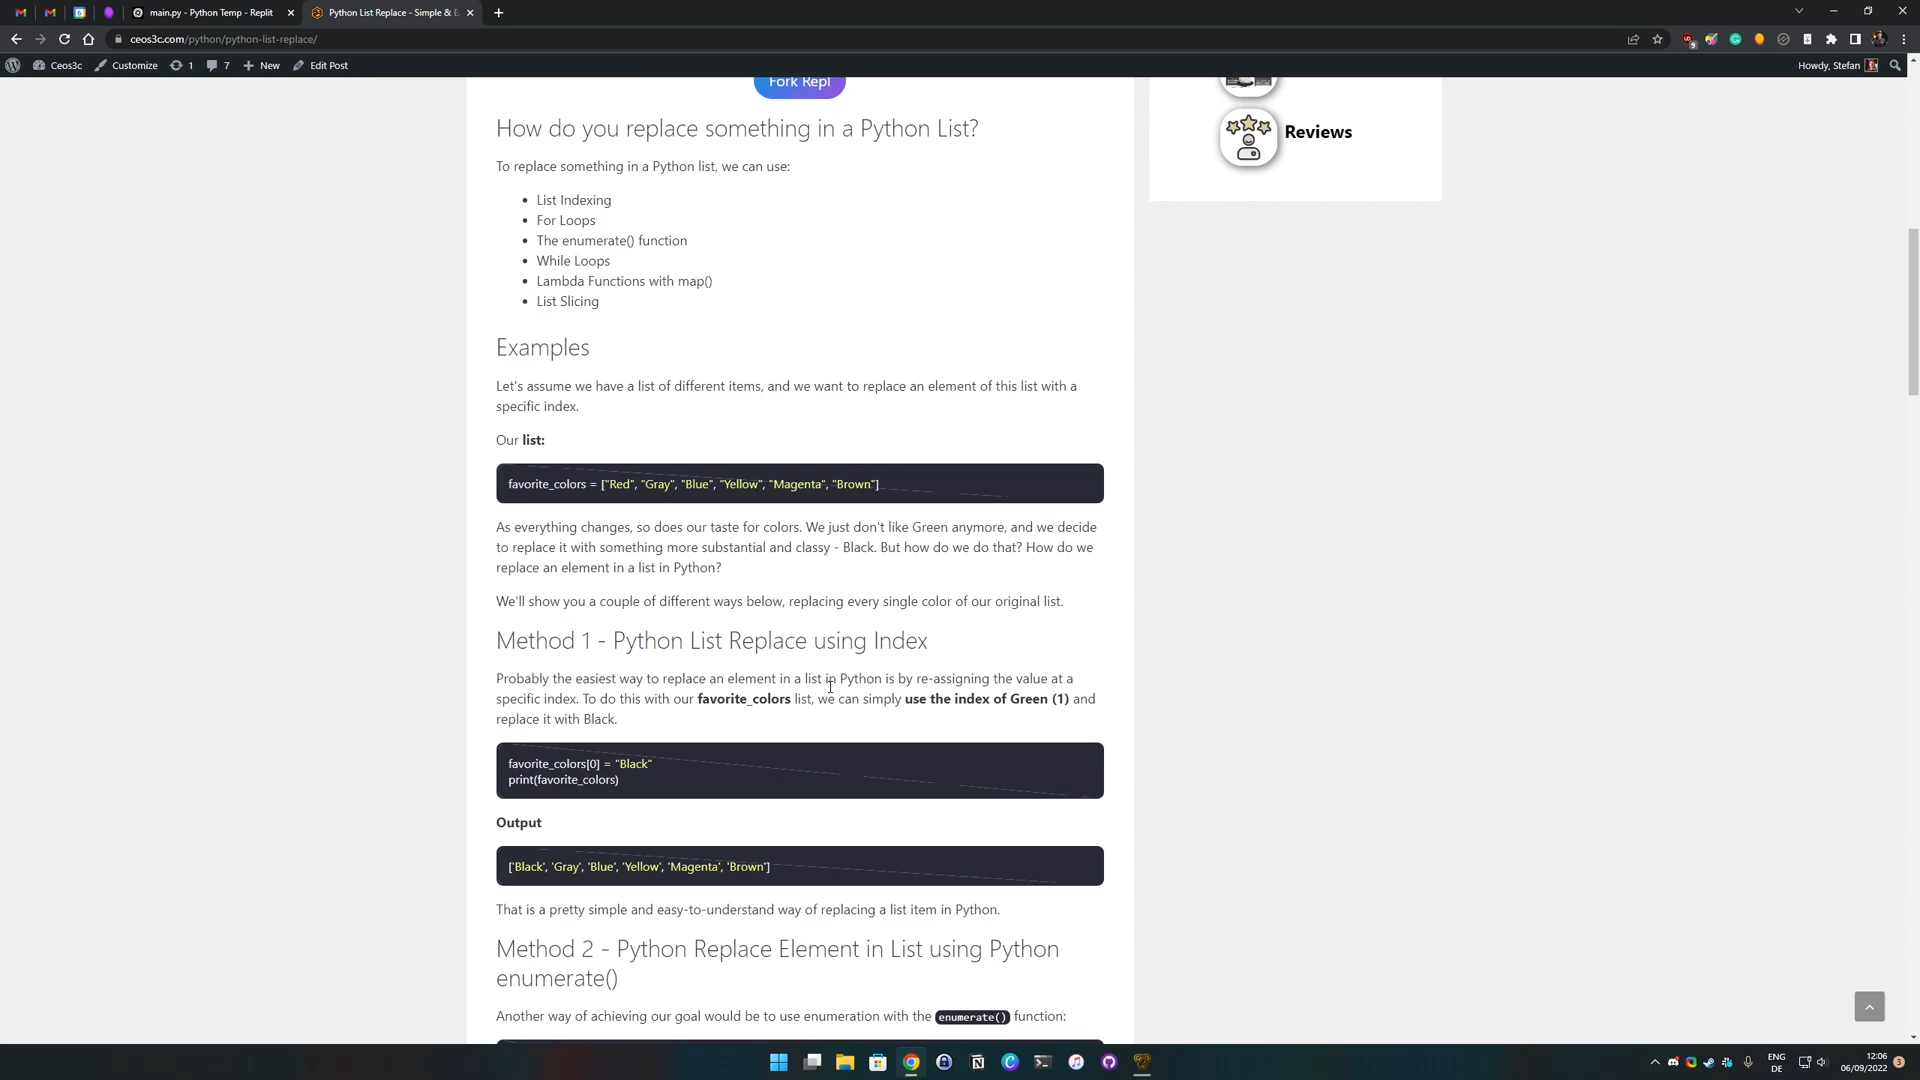 main.py - Python Temp - Replit
Python List Replace - Simple & E
ceos3c.com/python/python-list-replace/
Ceos3c
Customize
1
7
New
Edit Post
Howdy, Stefan
Fork Repl
Reviews
How do you replace something in a Python List?
To replace something in a Python list, we can use:
List Indexing
For Loops
The enumerate() function
While Loops
Lambda Functions with map()
List Slicing
Examples
Let's assume we have a list of different items, and we want to replace an element of this list with a
specific index.
Our list:
favorite_colors = ["Red", "Gray", "Blue", "Yellow", "Magenta", "Brown"]
As everything changes, so does our taste for colors. We just don't like Green anymore, and we decide
to replace it with something more substantial and classy - Black. But how do we do that? How do we
replace an element in a list in Python?
We'll show you a couple of different ways below, replacing every single color of our original list.
Method 1 - Python List Replace using Index
Probably the easiest way to replace an element in a list in Python is by re-assigning the value at a
specific index. To do this with our favorite_colors list, we can simply use the index of Green (1) and
replace it with Black.
favorite_colors[0] = "Black"
print(favorite_colors)
Output
['Black', 'Gray', 'Blue', 'Yellow', 'Magenta', 'Brown']
That is a pretty simple and easy-to-understand way of replacing a list item in Python.
Method 2 - Python Replace Element in List using Python
enumerate()
Another way of achieving our goal would be to use enumeration with the enumerate() function:
ENG
DE
12:06
06/09/2022
3